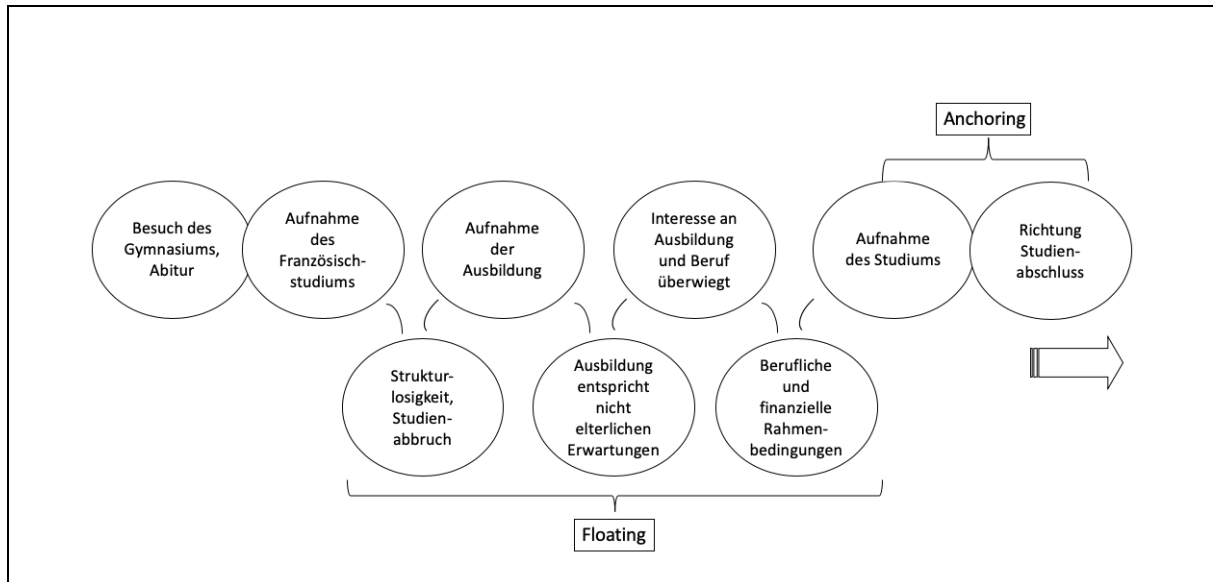 Anchoring
Besuch des
Gymnasiums,
Abitur
Aufnahme
des
Französisch-
studiums
Aufnahme
der
Ausbildung
Interesse an
Ausbildung
und Beruf
überwiegt
Aufnahme
des Studiums
Richtung
Studien-
abschluss
Struktur-
losigkeit,
Studien-
abbruch
Ausbildung
entspricht
nicht
elterlichen
Erwartungen
Berufliche
und
finanzielle
Rahmen-
bedingungen
Floating